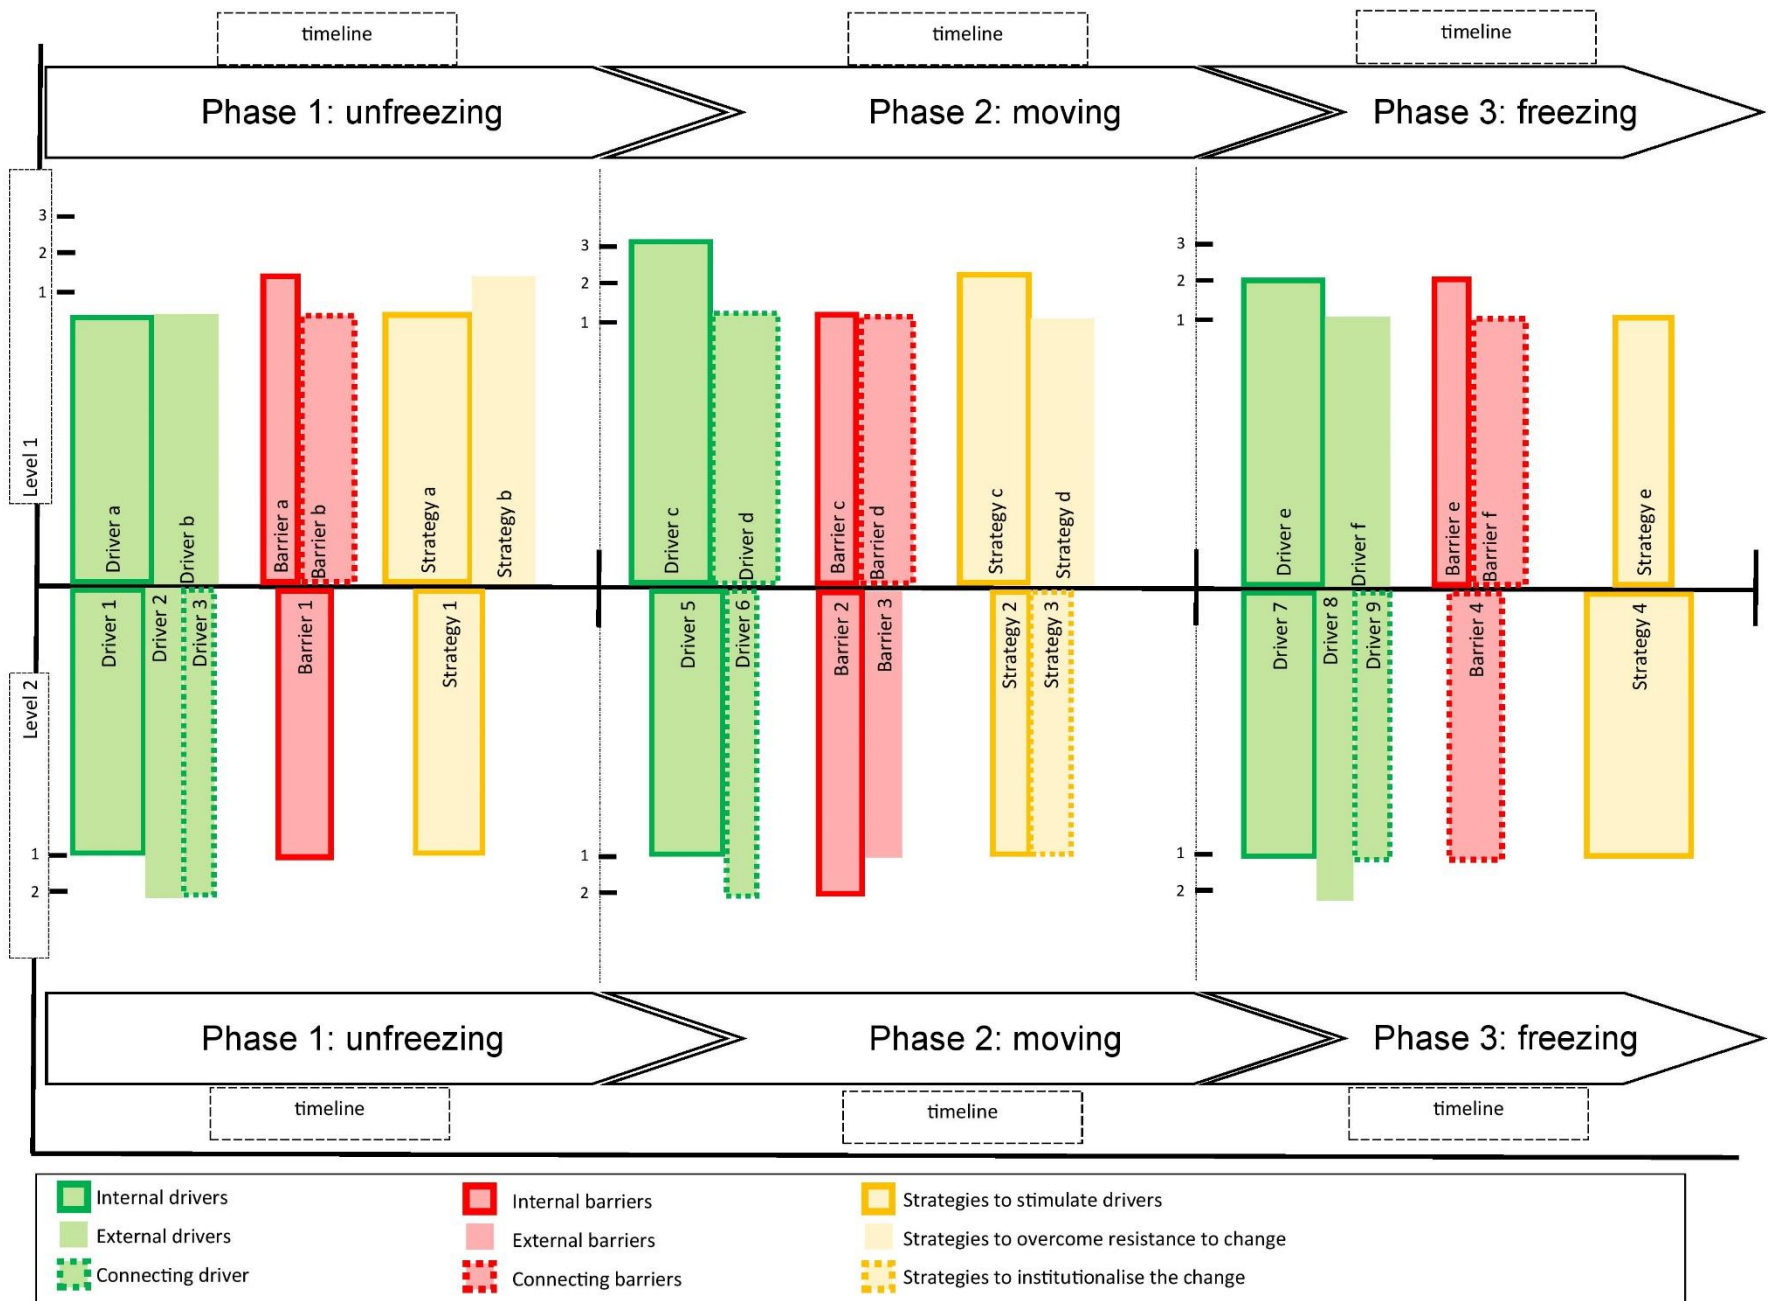 timeline
timeline
timeline
Phase 1: unfreezing
Phase 2: moving
Phase 3: freezing
Level 1
3
2
1
Driver a
Driver b
Barrier a
Barrier b
Strategy a
Strategy b
3
2
1
Driver c
Driver d
Barrier c
Barrier d
Strategy c
Strategy d
3
2
1
Driver e
Driver f
Barrier e
Barrier f
Strategy e
Level 2
1
2
Driver 1
Driver 2
Driver 3
Barrier 1
Strategy 1
1
2
Driver 5
Driver 6
Barrier 2
Barrier 3
Strategy 2
Strategy 3
1
2
Driver 7
Driver 8
Driver 9
Barrier 4
Strategy 4
Phase 1: unfreezing
Phase 2: moving
Phase 3: freezing
timeline
timeline
timeline
Internal drivers
External drivers
Connecting driver
Internal barriers
External barriers
Connecting barriers
Strategies to stimulate drivers
Strategies to overcome resistance to change
Strategies to institutionalise the change